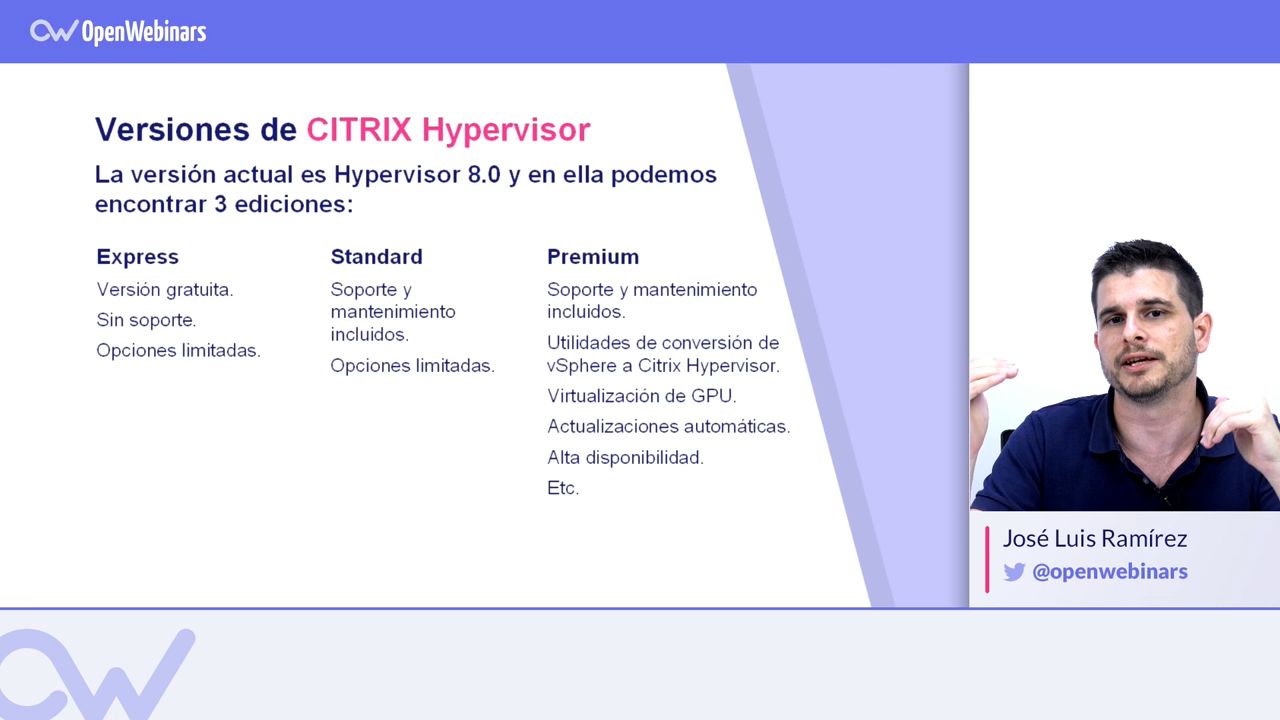 OpenWebinars
Versiones de CITRIX Hypervisor
La versión actual es Hypervisor 8.0 y en ella podemos
encontrar 3 ediciones:
Express
Versión gratuita.
Sin soporte.
Opciones limitadas.
Standard
Soporte y
mantenimiento
incluidos.
Opciones limitadas.
Premium
Soporte y mantenimiento
incluidos.
Utilidades de conversión de
vSphere a Citrix Hypervisor.
Virtualización de GPU.
Actualizaciones automáticas.
Alta disponibilidad.
Etc.
José Luis Ramírez
@openwebinars